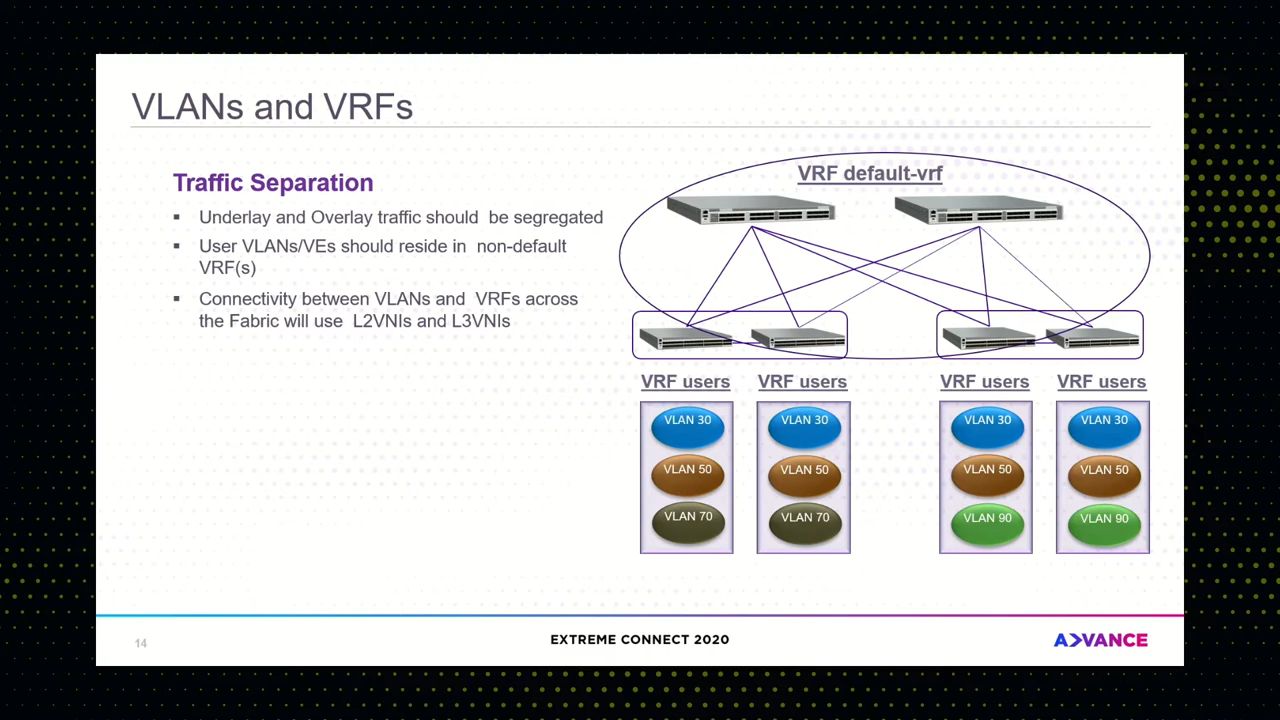 VLANs and VRFs
Traffic Separation
▪ Underlay and Overlay traffic should be segregated
▪ User VLANs/VEs should reside in non-default
VRF(s)
▪ Connectivity between VLANs and VRFs across
the Fabric will use L2VNIs and L3VNIs
VRF default-vrf
VRF users VRF users VRF users VRF users
VLAN 30 VLAN 30 VLAN 30 VLAN 30
VLAN 50 VLAN 50 VLAN 50 VLAN 50
VLAN 70 VLAN 70 VLAN 90 VLAN 90
14
EXTREME CONNECT 2020
ADVANCE